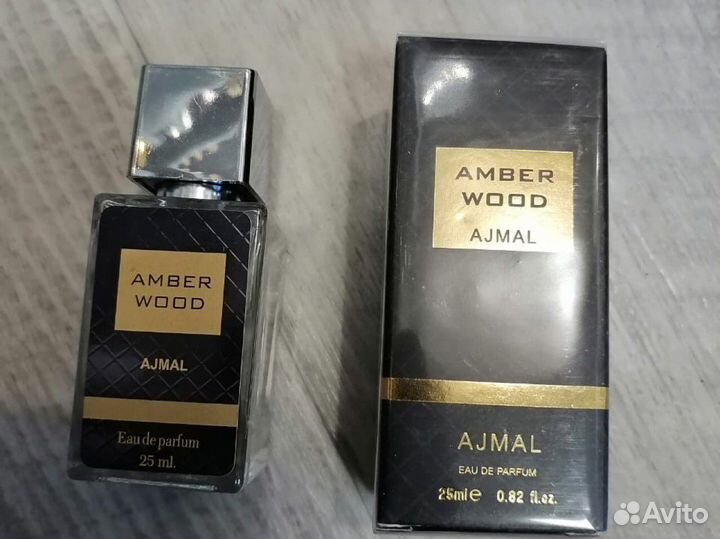 AMBER
WOOD
AJMAL
Eau de parfum
25 ml.
AMBER
WOOD
AJMAL
AJMAL
EAU DE PARFUM
25ml e 0.82 fl.oz.
Avito